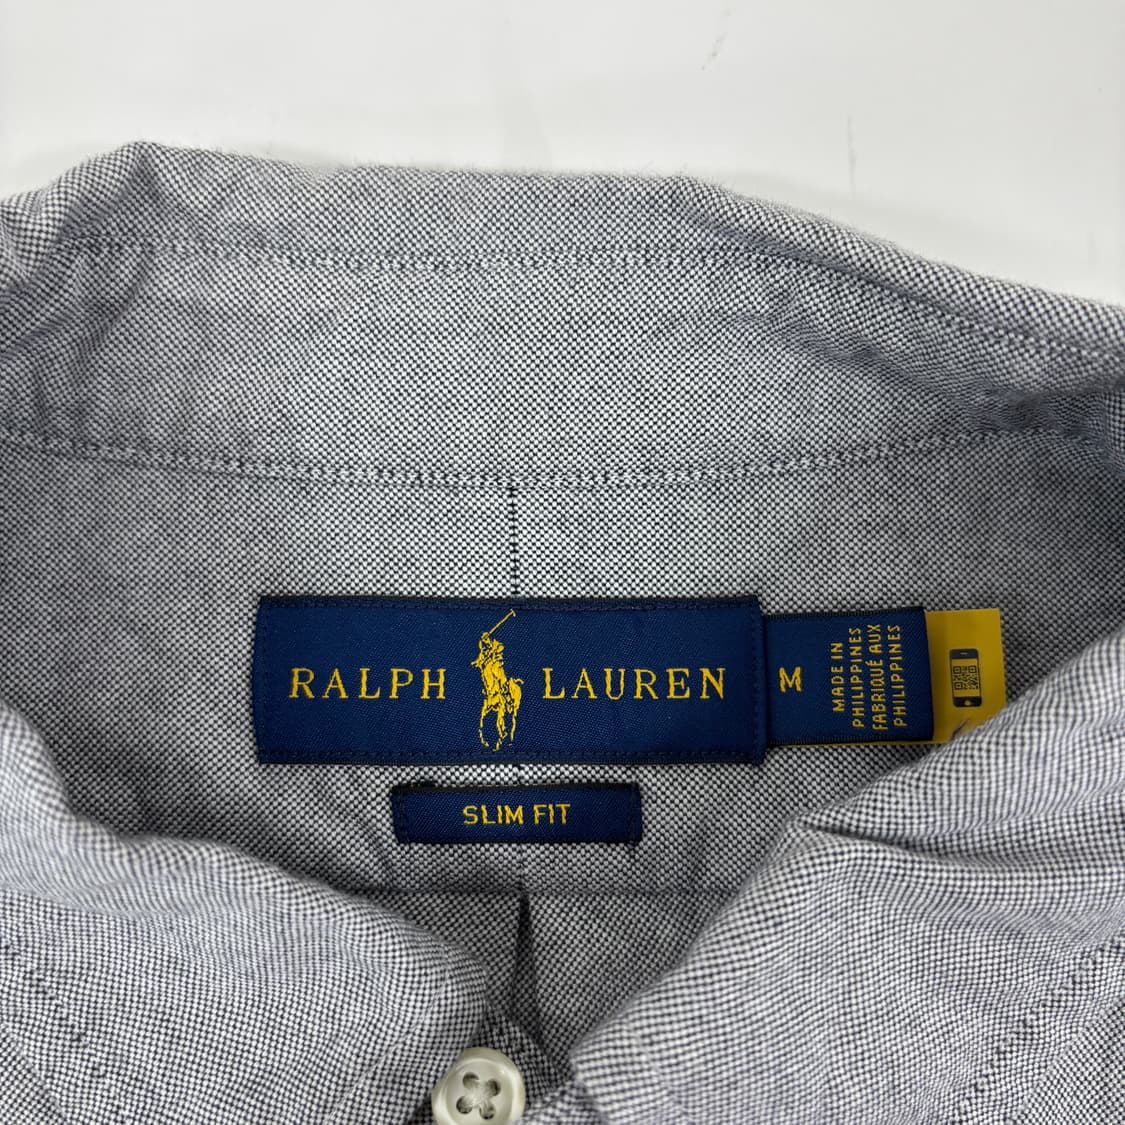 RALPH LAUREN
M
MADE IN
PHILIPPINES
FABRIQUÉ AUX
PHILIPPINES
SLIM FIT